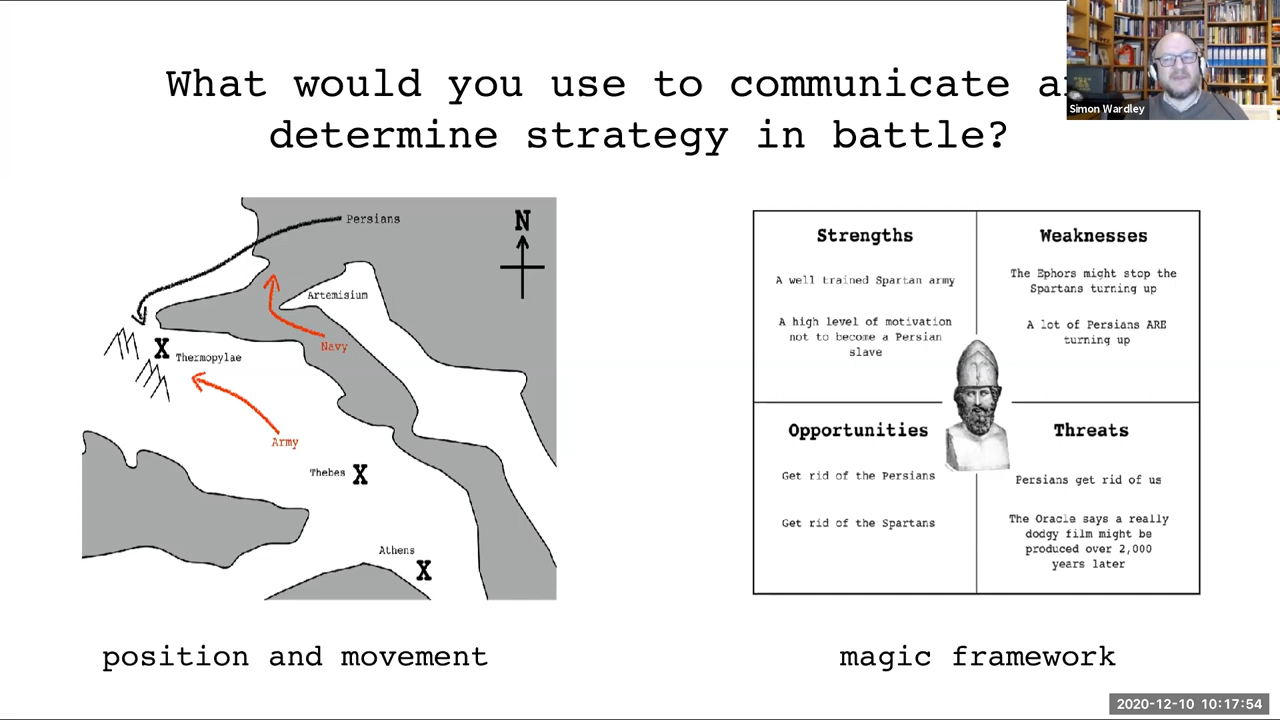 What would you use to communicate a
determine strategy in battle?
Simon Wardley
Persians
N
Artemisium
Navy
X
Thermopylae
Army
Thebes X
Athens
X
position and movement
Strengths
A well trained Spartan army
A high level of motivation
not to become a Persian
slave
Weaknesses
The Ephors might stop the
Spartans turning up
A lot of Persians ARE
turning up
Opportunities
Get rid of the Persians
Get rid of the Spartans
Threats
Persians get rid of us
The Oracle says a really
dodgy film might be
produced over 2,000
years later
magic framework
2020-12-10 10:17:54